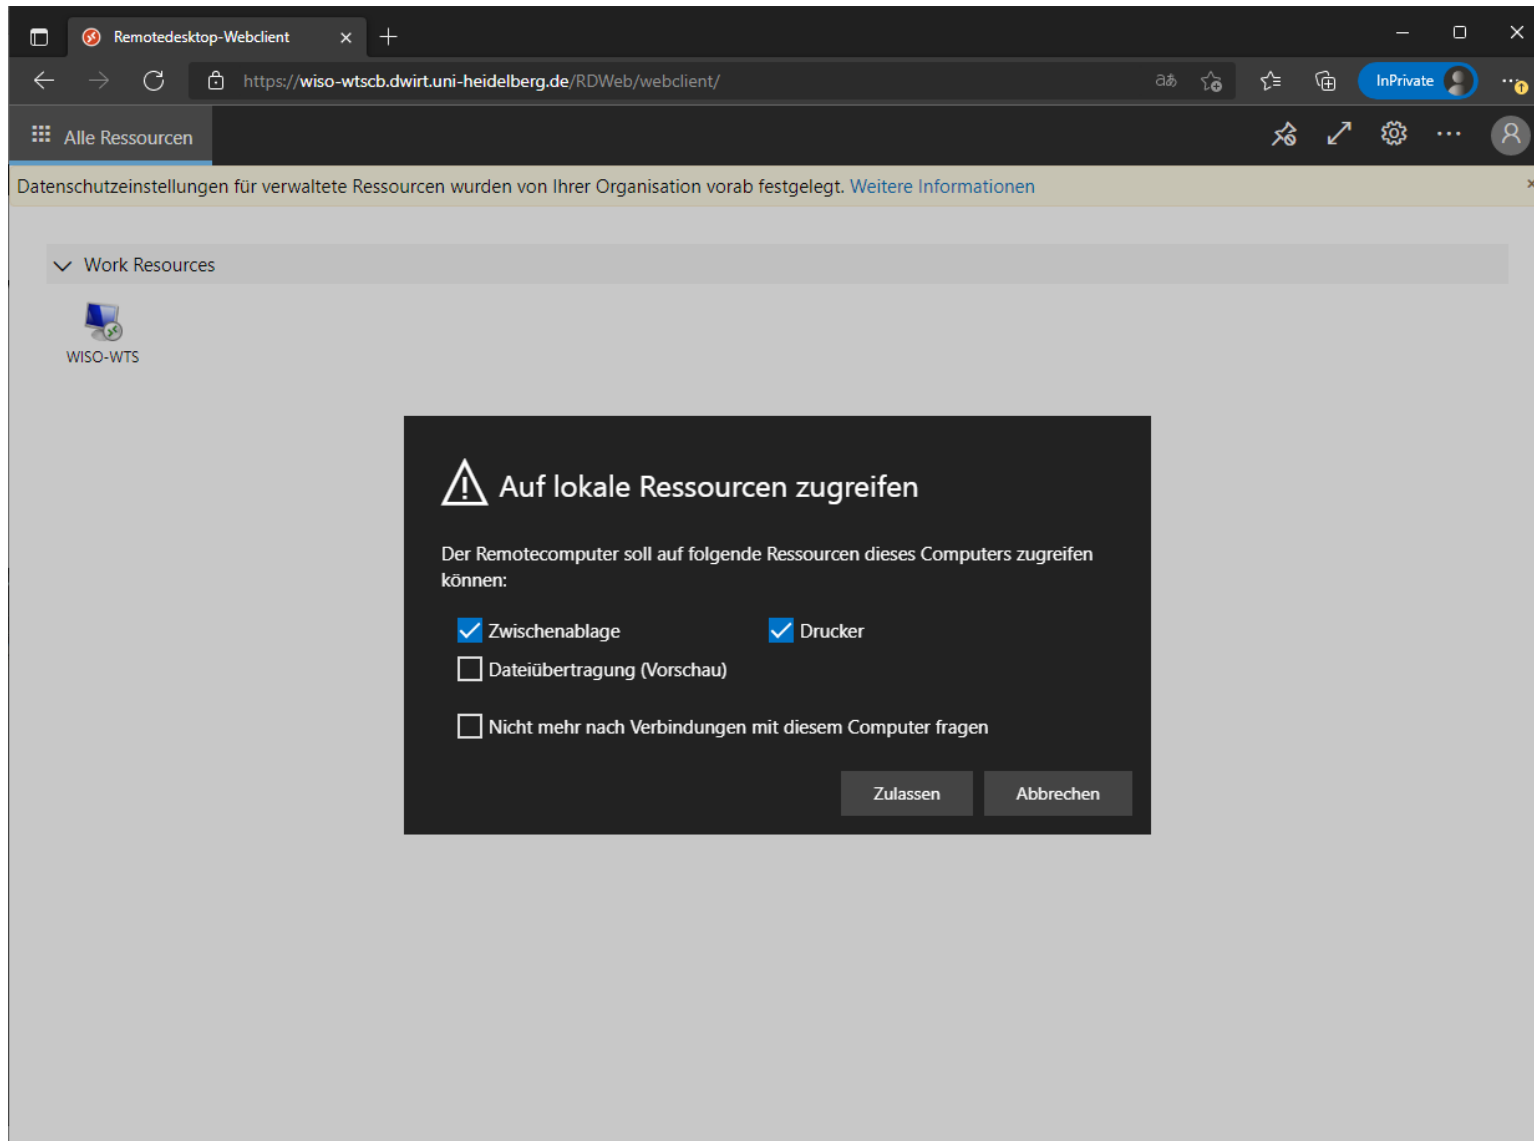 Remotedesktop-Webclient
https://wiso-wtscb.dwirt.uni-heidelberg.de/RDWeb/webclient/
aあ
InPrivate
Alle Ressourcen
Datenschutzeinstellungen für verwaltete Ressourcen wurden von Ihrer Organisation vorab festgelegt. Weitere Informationen
Work Resources
WISO-WTS
Auf lokale Ressourcen zugreifen
Der Remotecomputer soll auf folgende Ressourcen dieses Computers zugreifen
können:
Zwischenablage
Drucker
Dateiübertragung (Vorschau)
Nicht mehr nach Verbindungen mit diesem Computer fragen
Zulassen
Abbrechen